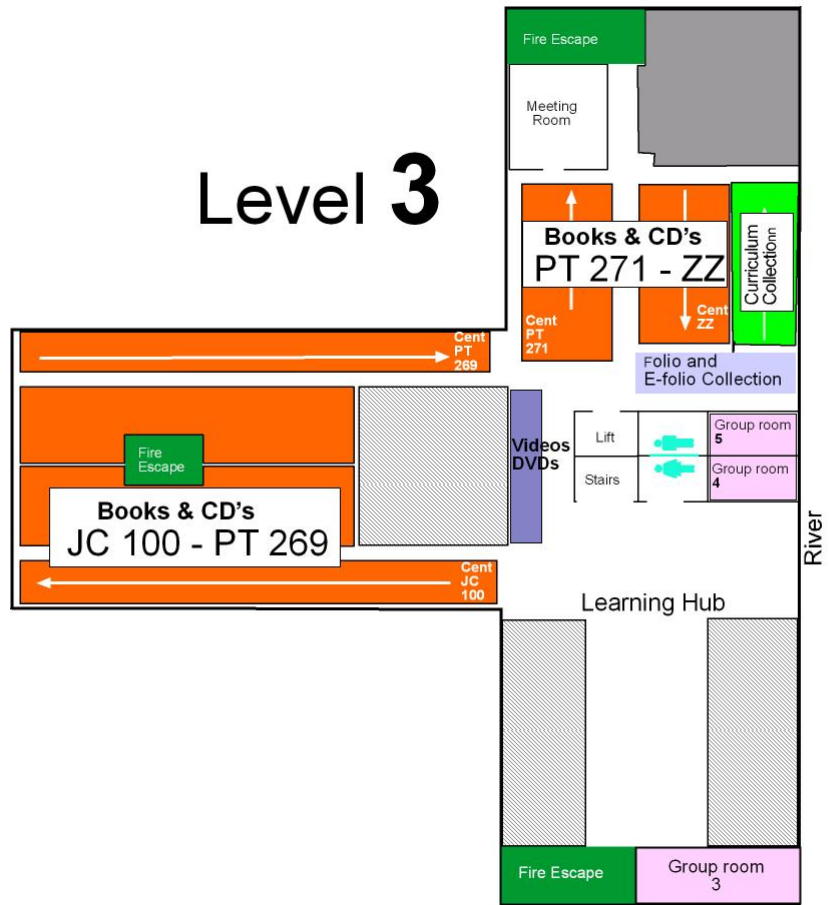 Fire Escape
Meeting
Room
Level 3
Books & CD's
PT 271 - ZZ
Curriculum
Collectionn
Cent
PT
271
Cent
ZZ
Cent
PT
269
Folio and
E-folio Collection
Fire
Escape
Videos
DVDs
Lift
Stairs
Group room
5
Group room
4
Books & CD's
JC 100 - PT 269
River
Cent
JC
100
Learning Hub
Fire Escape
Group room
3